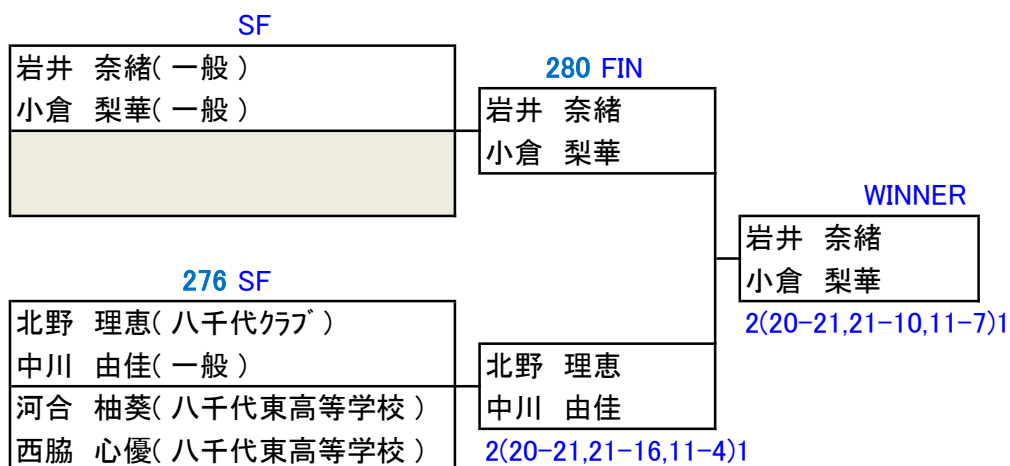 SF
岩井 奈緒( 一般 )
小倉 梨華( 一般 )
280 FIN
岩井 奈緒
小倉 梨華
WINNER
岩井 奈緒
小倉 梨華
2(20-21,21-10,11-7)1
276 SF
北野 理恵( 八千代ｸﾗﾌﾞ )
中川 由佳( 一般 )
河合 柚葵( 八千代東高等学校 )
西脇 心優( 八千代東高等学校 )
北野 理恵
中川 由佳
2(20-21,21-16,11-4)1